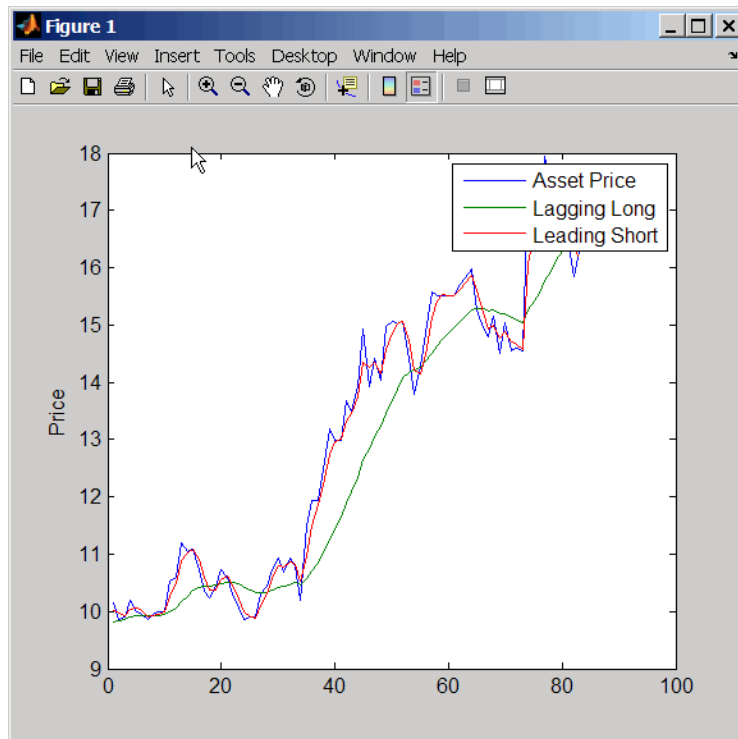 Figure 1
File Edit View Insert Tools Desktop Window Help
18
17
16
15
14
13
12
11
10
9
Price
Asset Price
Lagging Long
Leading Short
0 20 40 60 80 100